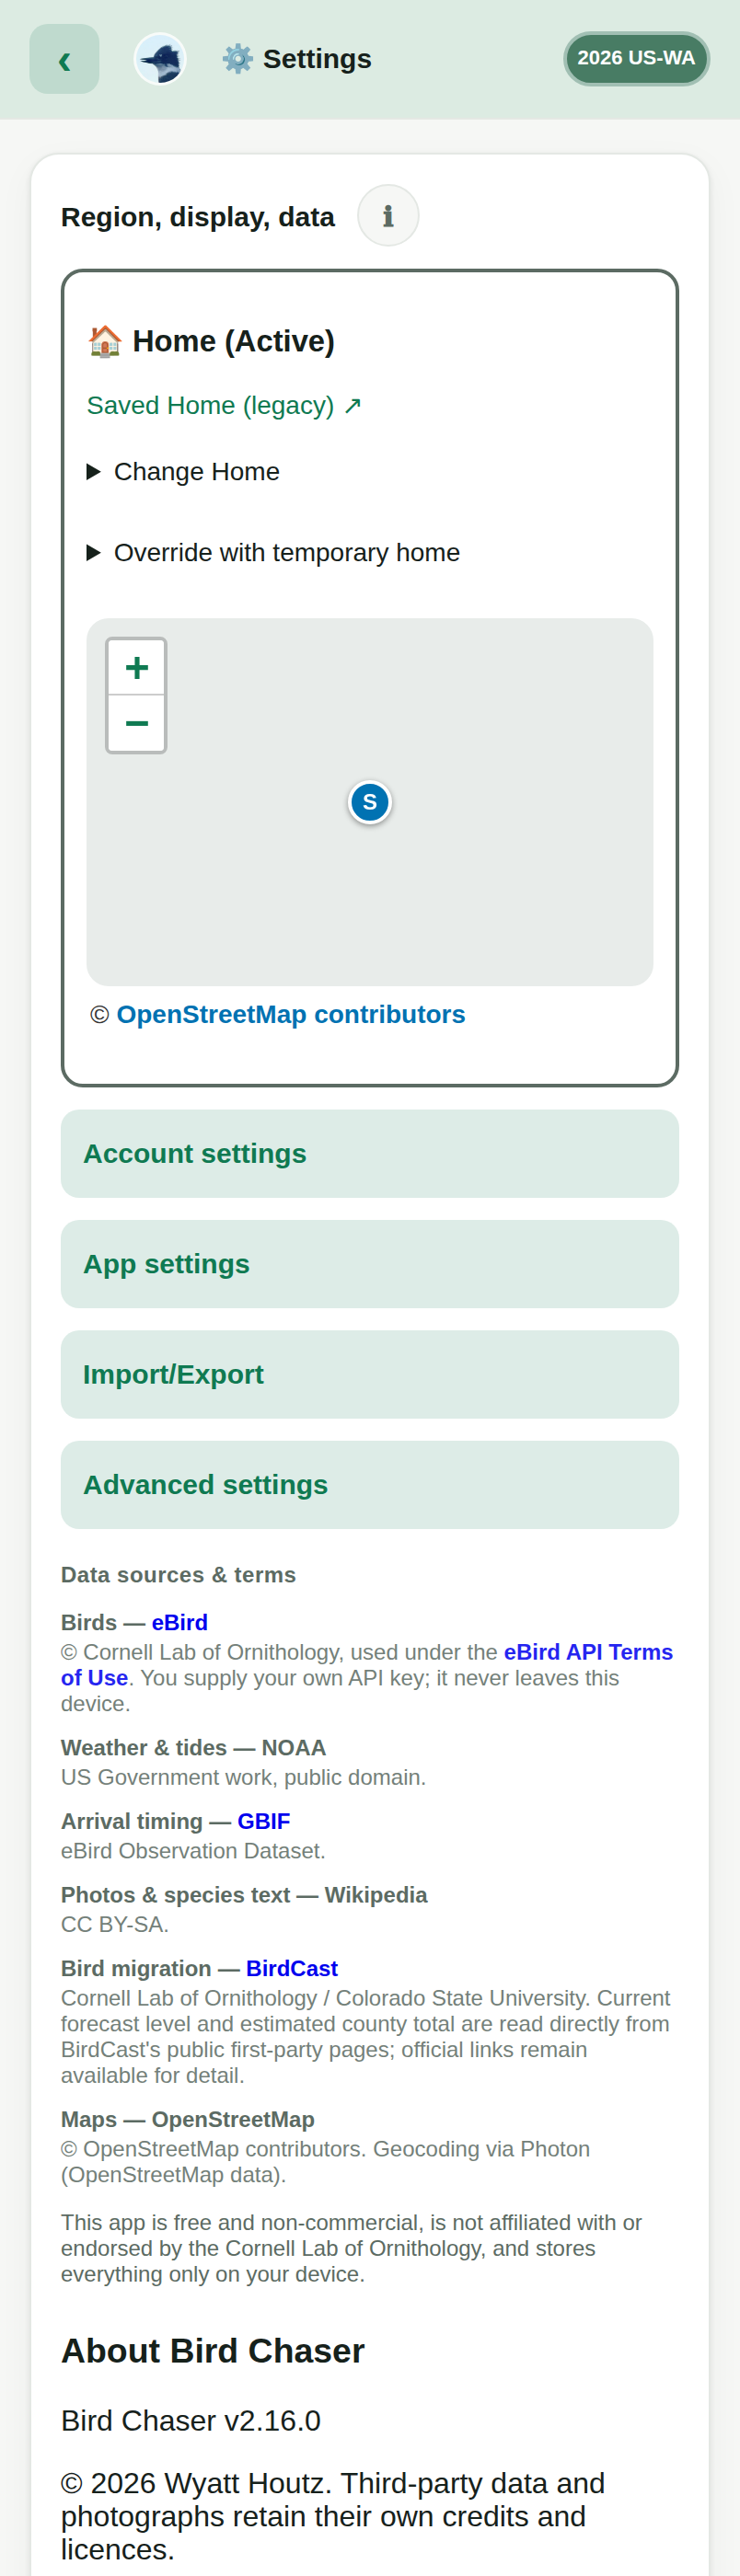 ‹
⚙️ Settings
2026 US-WA
Region, display, data
ℹ
🏠 Home (Active)
Saved Home (legacy) ↗
▶ Change Home
▶ Override with temporary home
+
−
S
© OpenStreetMap contributors
Account settings
App settings
Import/Export
Advanced settings
Data sources & terms
Birds — eBird
© Cornell Lab of Ornithology, used under the eBird API Terms
of Use. You supply your own API key; it never leaves this
device.
Weather & tides — NOAA
US Government work, public domain.
Arrival timing — GBIF
eBird Observation Dataset.
Photos & species text — Wikipedia
CC BY-SA.
Bird migration — BirdCast
Cornell Lab of Ornithology / Colorado State University. Current
forecast level and estimated county total are read directly from
BirdCast's public first-party pages; official links remain
available for detail.
Maps — OpenStreetMap
© OpenStreetMap contributors. Geocoding via Photon
(OpenStreetMap data).
This app is free and non-commercial, is not affiliated with or
endorsed by the Cornell Lab of Ornithology, and stores
everything only on your device.
About Bird Chaser
Bird Chaser v2.16.0
© 2026 Wyatt Houtz. Third-party data and
photographs retain their own credits and
licences.